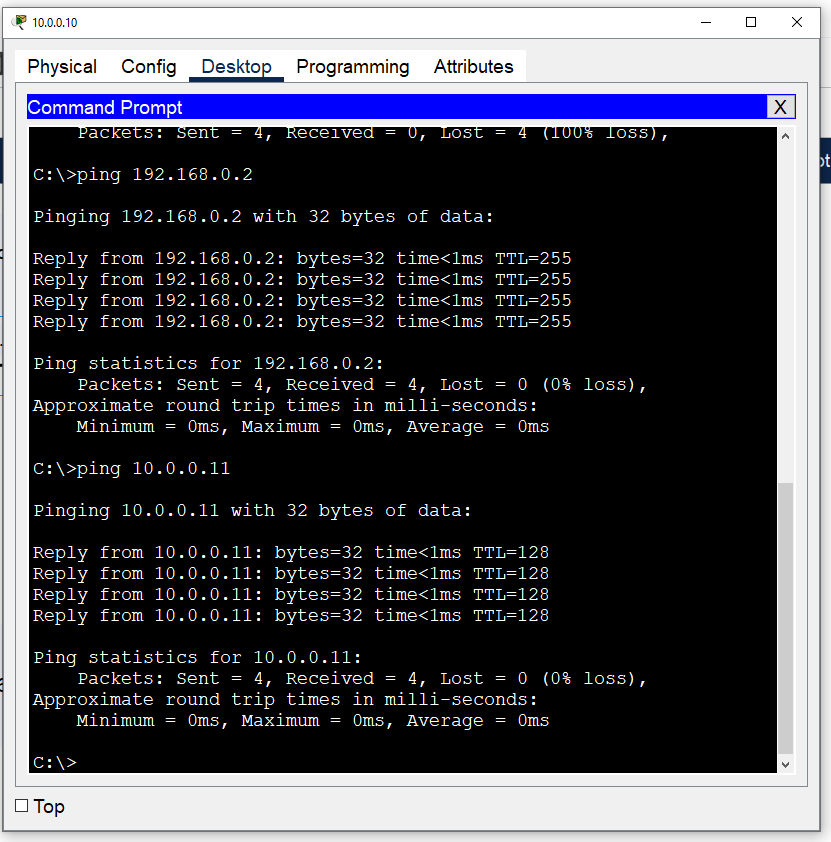 10.0.0.10
Physical Config Desktop Programming Attributes
Command Prompt X
Packets: Sent = 4, Received = 0, Lost = 4 (100% loss),
C:\>ping 192.168.0.2
Pinging 192.168.0.2 with 32 bytes of data:
Reply from 192.168.0.2: bytes=32 time<1ms TTL=255
Reply from 192.168.0.2: bytes=32 time<1ms TTL=255
Reply from 192.168.0.2: bytes=32 time<1ms TTL=255
Reply from 192.168.0.2: bytes=32 time<1ms TTL=255
Ping statistics for 192.168.0.2:
Packets: Sent = 4, Received = 4, Lost = 0 (0% loss),
Approximate round trip times in milli-seconds:
Minimum = 0ms, Maximum = 0ms, Average = 0ms
C:\>ping 10.0.0.11
Pinging 10.0.0.11 with 32 bytes of data:
Reply from 10.0.0.11: bytes=32 time<1ms TTL=128
Reply from 10.0.0.11: bytes=32 time<1ms TTL=128
Reply from 10.0.0.11: bytes=32 time<1ms TTL=128
Reply from 10.0.0.11: bytes=32 time<1ms TTL=128
Ping statistics for 10.0.0.11:
Packets: Sent = 4, Received = 4, Lost = 0 (0% loss),
Approximate round trip times in milli-seconds:
Minimum = 0ms, Maximum = 0ms, Average = 0ms
C:\>
Top